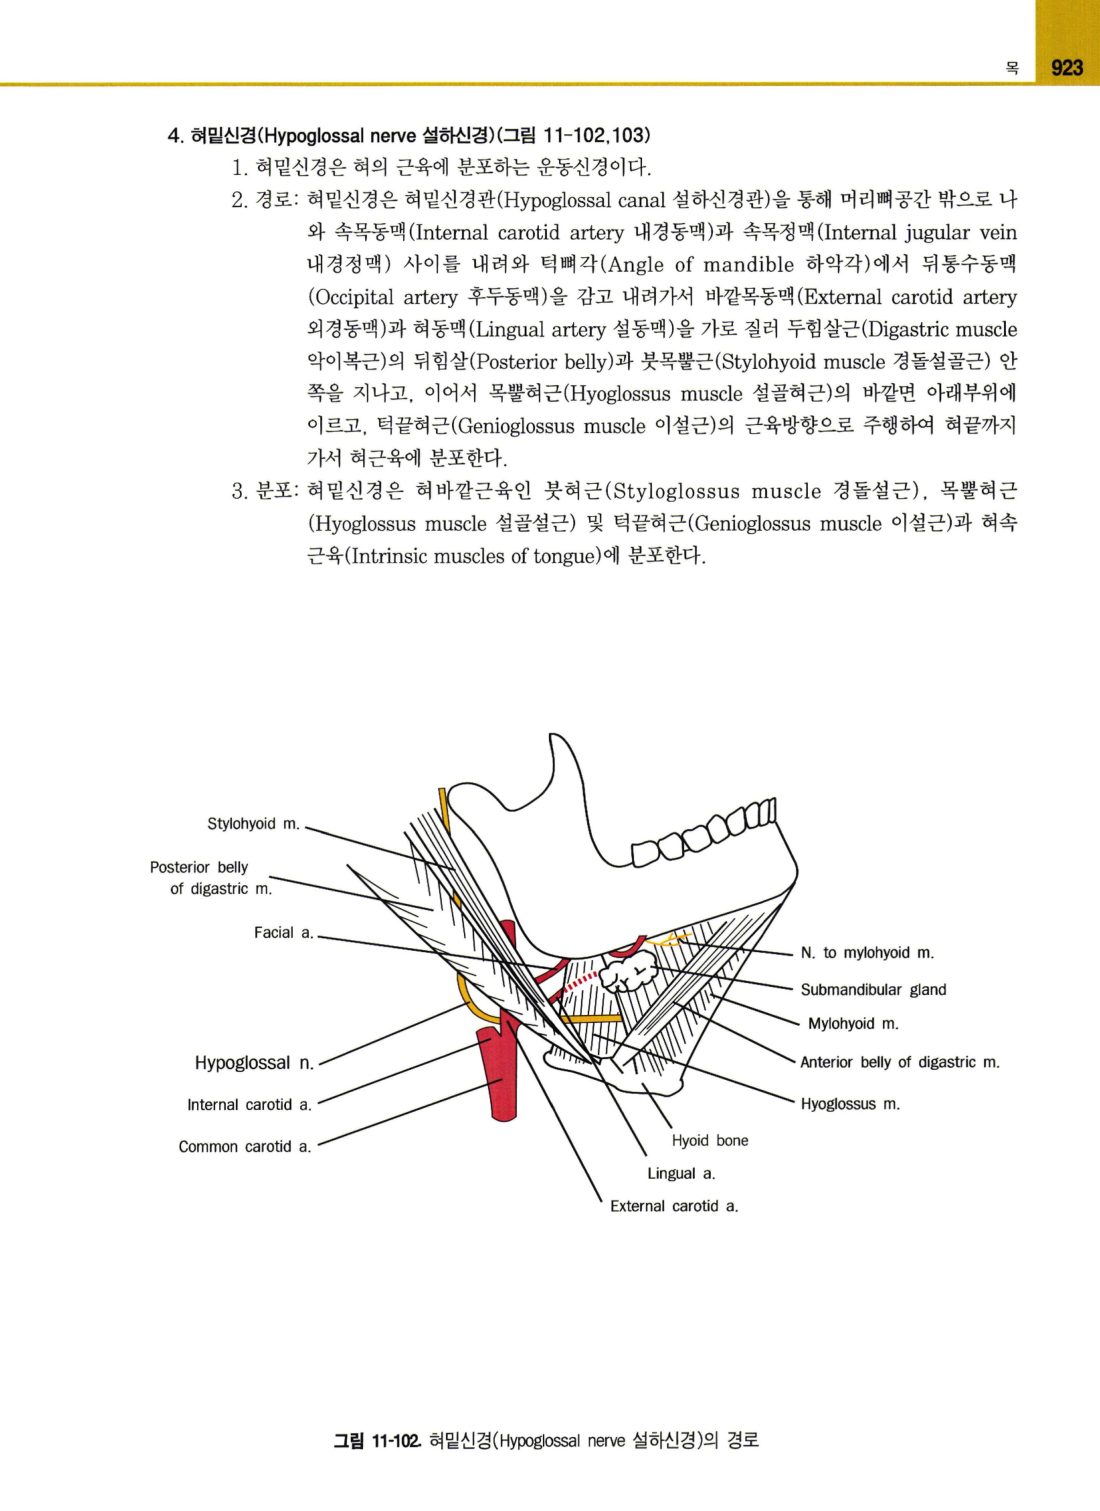 목 923
4. 혀밑신경(Hypoglossal nerve 설하신경)(그림 11-102,103)
1. 혀밑신경은 혀의 근육에 분포하는 운동신경이다.
2. 경로: 혀밑신경은 혀밑신경관(Hypoglossal canal 설하신경관)을 통해 머리뼈공간 밖으로 나
와 속목동맥(Internal carotid artery 내경동맥)과 속목정맥(Internal jugular vein
내경정맥) 사이를 내려와 턱뼈각(Angle of mandible 하악각)에서 뒤통수동맥
(Occipital artery 후두동맥)을 감고 내려가서 바깥목동맥(External carotid artery
외경동맥)과 혀동맥(Lingual artery 설동맥)을 가로 질러 두힘살근(Digastric muscle
악이복근)의 뒤힘살(Posterior belly)과 붓목뿔근(Stylohyoid muscle 경돌설골근) 안
쪽을 지나고, 이어서 목뿔혀근(Hyoglossus muscle 설골혀근)의 바깥면 아래부위에
이르고, 턱끝혀근(Genioglossus muscle 이설근)의 근육방향으로 주행하여 혀끝까지
가서 혀근육에 분포한다.
3. 분포: 혀밑신경은 혀바깥근육인 붓혀근(Styloglossus muscle 경돌설근), 목뿔혀근
(Hyoglossus muscle 설골설근) 및 턱끝혀근(Genioglossus muscle 이설근)과 혀속
근육(Intrinsic muscles of tongue)에 분포한다.
Stylohyoid m.
Posterior belly
of digastric m.
Facial a.
N. to mylohyoid m.
Submandibular gland
Mylohyoid m.
Hypoglossal n.
Anterior belly of digastric m.
Internal carotid a.
Hyoglossus m.
Common carotid a.
Hyoid bone
Lingual a.
External carotid a.
그림 11-102. 혀밑신경(Hypoglossal nerve 설하신경)의 경로